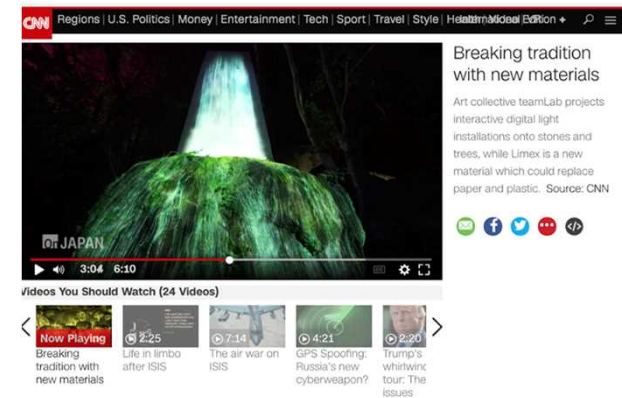 CNN Regions | U.S. Politics | Money | Entertainment | Tech | Sport | Travel | Style |
Breaking tradition
with new materials
Art collective teamLab projects
interactive digital light
installations onto stones and
trees, while Limex is a new
material which could replace
paper and plastic. Source: CNN
on JAPAN
3:04 6:10
Videos You Should Watch (24 Videos)
Now Playing
Breaking
tradition with
new materials
2:25
Life in limbo
after ISIS
7:14
The air war on
ISIS
4:21
GPS Spoofing:
Russia's new
cyberweapon?
2:20
Trump's
whirlwind
tour: The
issues